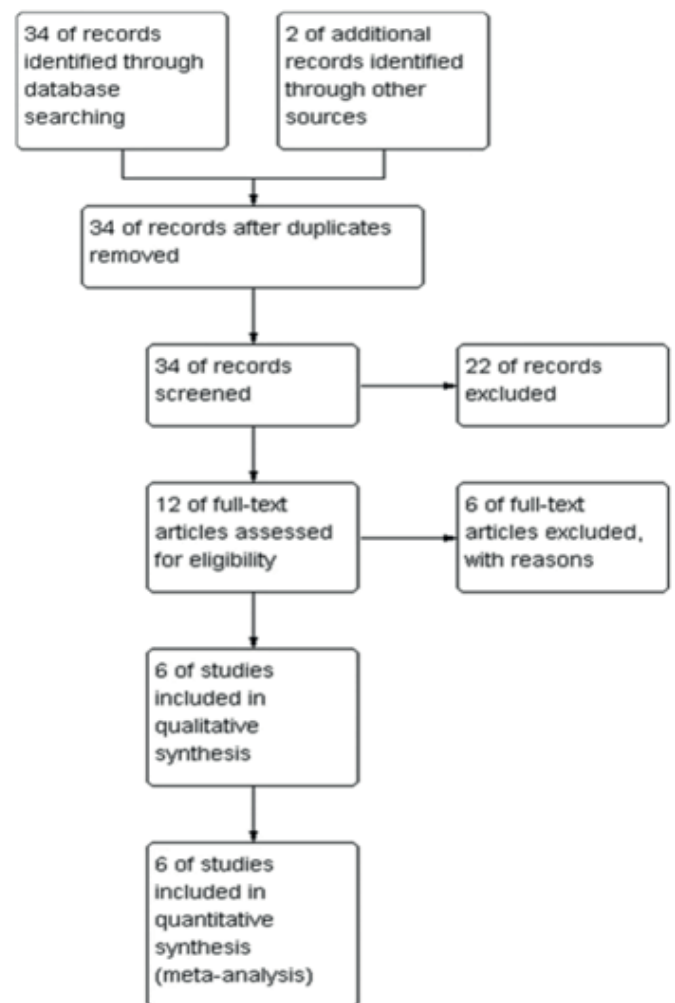 34 of records
identified through
database
searching
2 of additional
records identified
through other
sources
34 of records after duplicates
removed
34 of records
screened
22 of records
excluded
12 of full-text
articles assessed
for eligibility
6 of full-text
articles excluded,
with reasons
6 of studies
included in
qualitative
synthesis
6 of studies
included in
quantitative
synthesis
(meta-analysis)